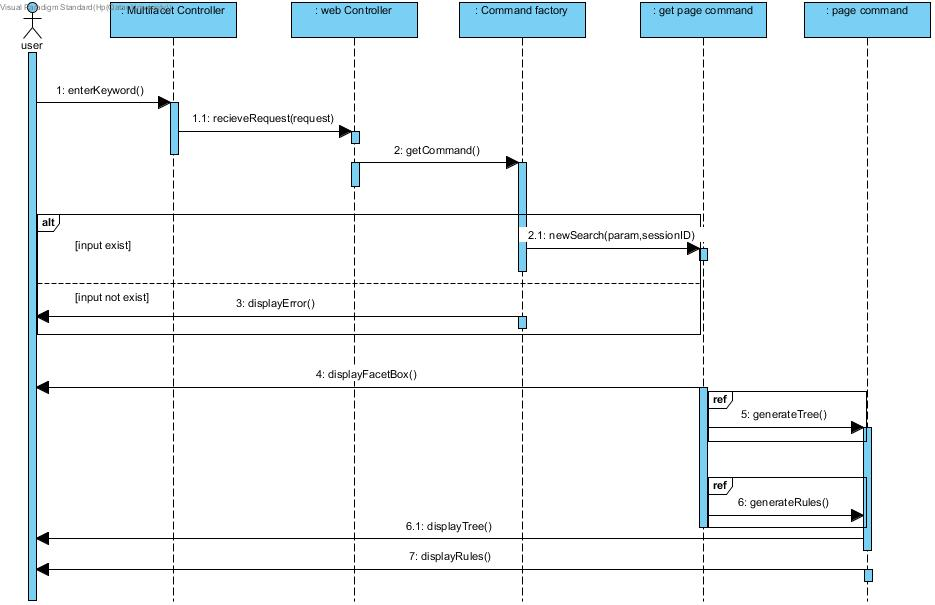 Visual Paradigm Standard(Hp(
: Multifacet Controller
: web Controller
: Command factory
: get page command
: page command
user
1: enterKeyword()
1.1: recieveRequest(request)
2: getCommand()
alt
2.1: newSearch(param,sessionID)
[input exist]
[input not exist]
3: displayError()
4: displayFacetBox()
ref
5: generateTree()
ref
6: generateRules()
6.1: displayTree()
7: displayRules()